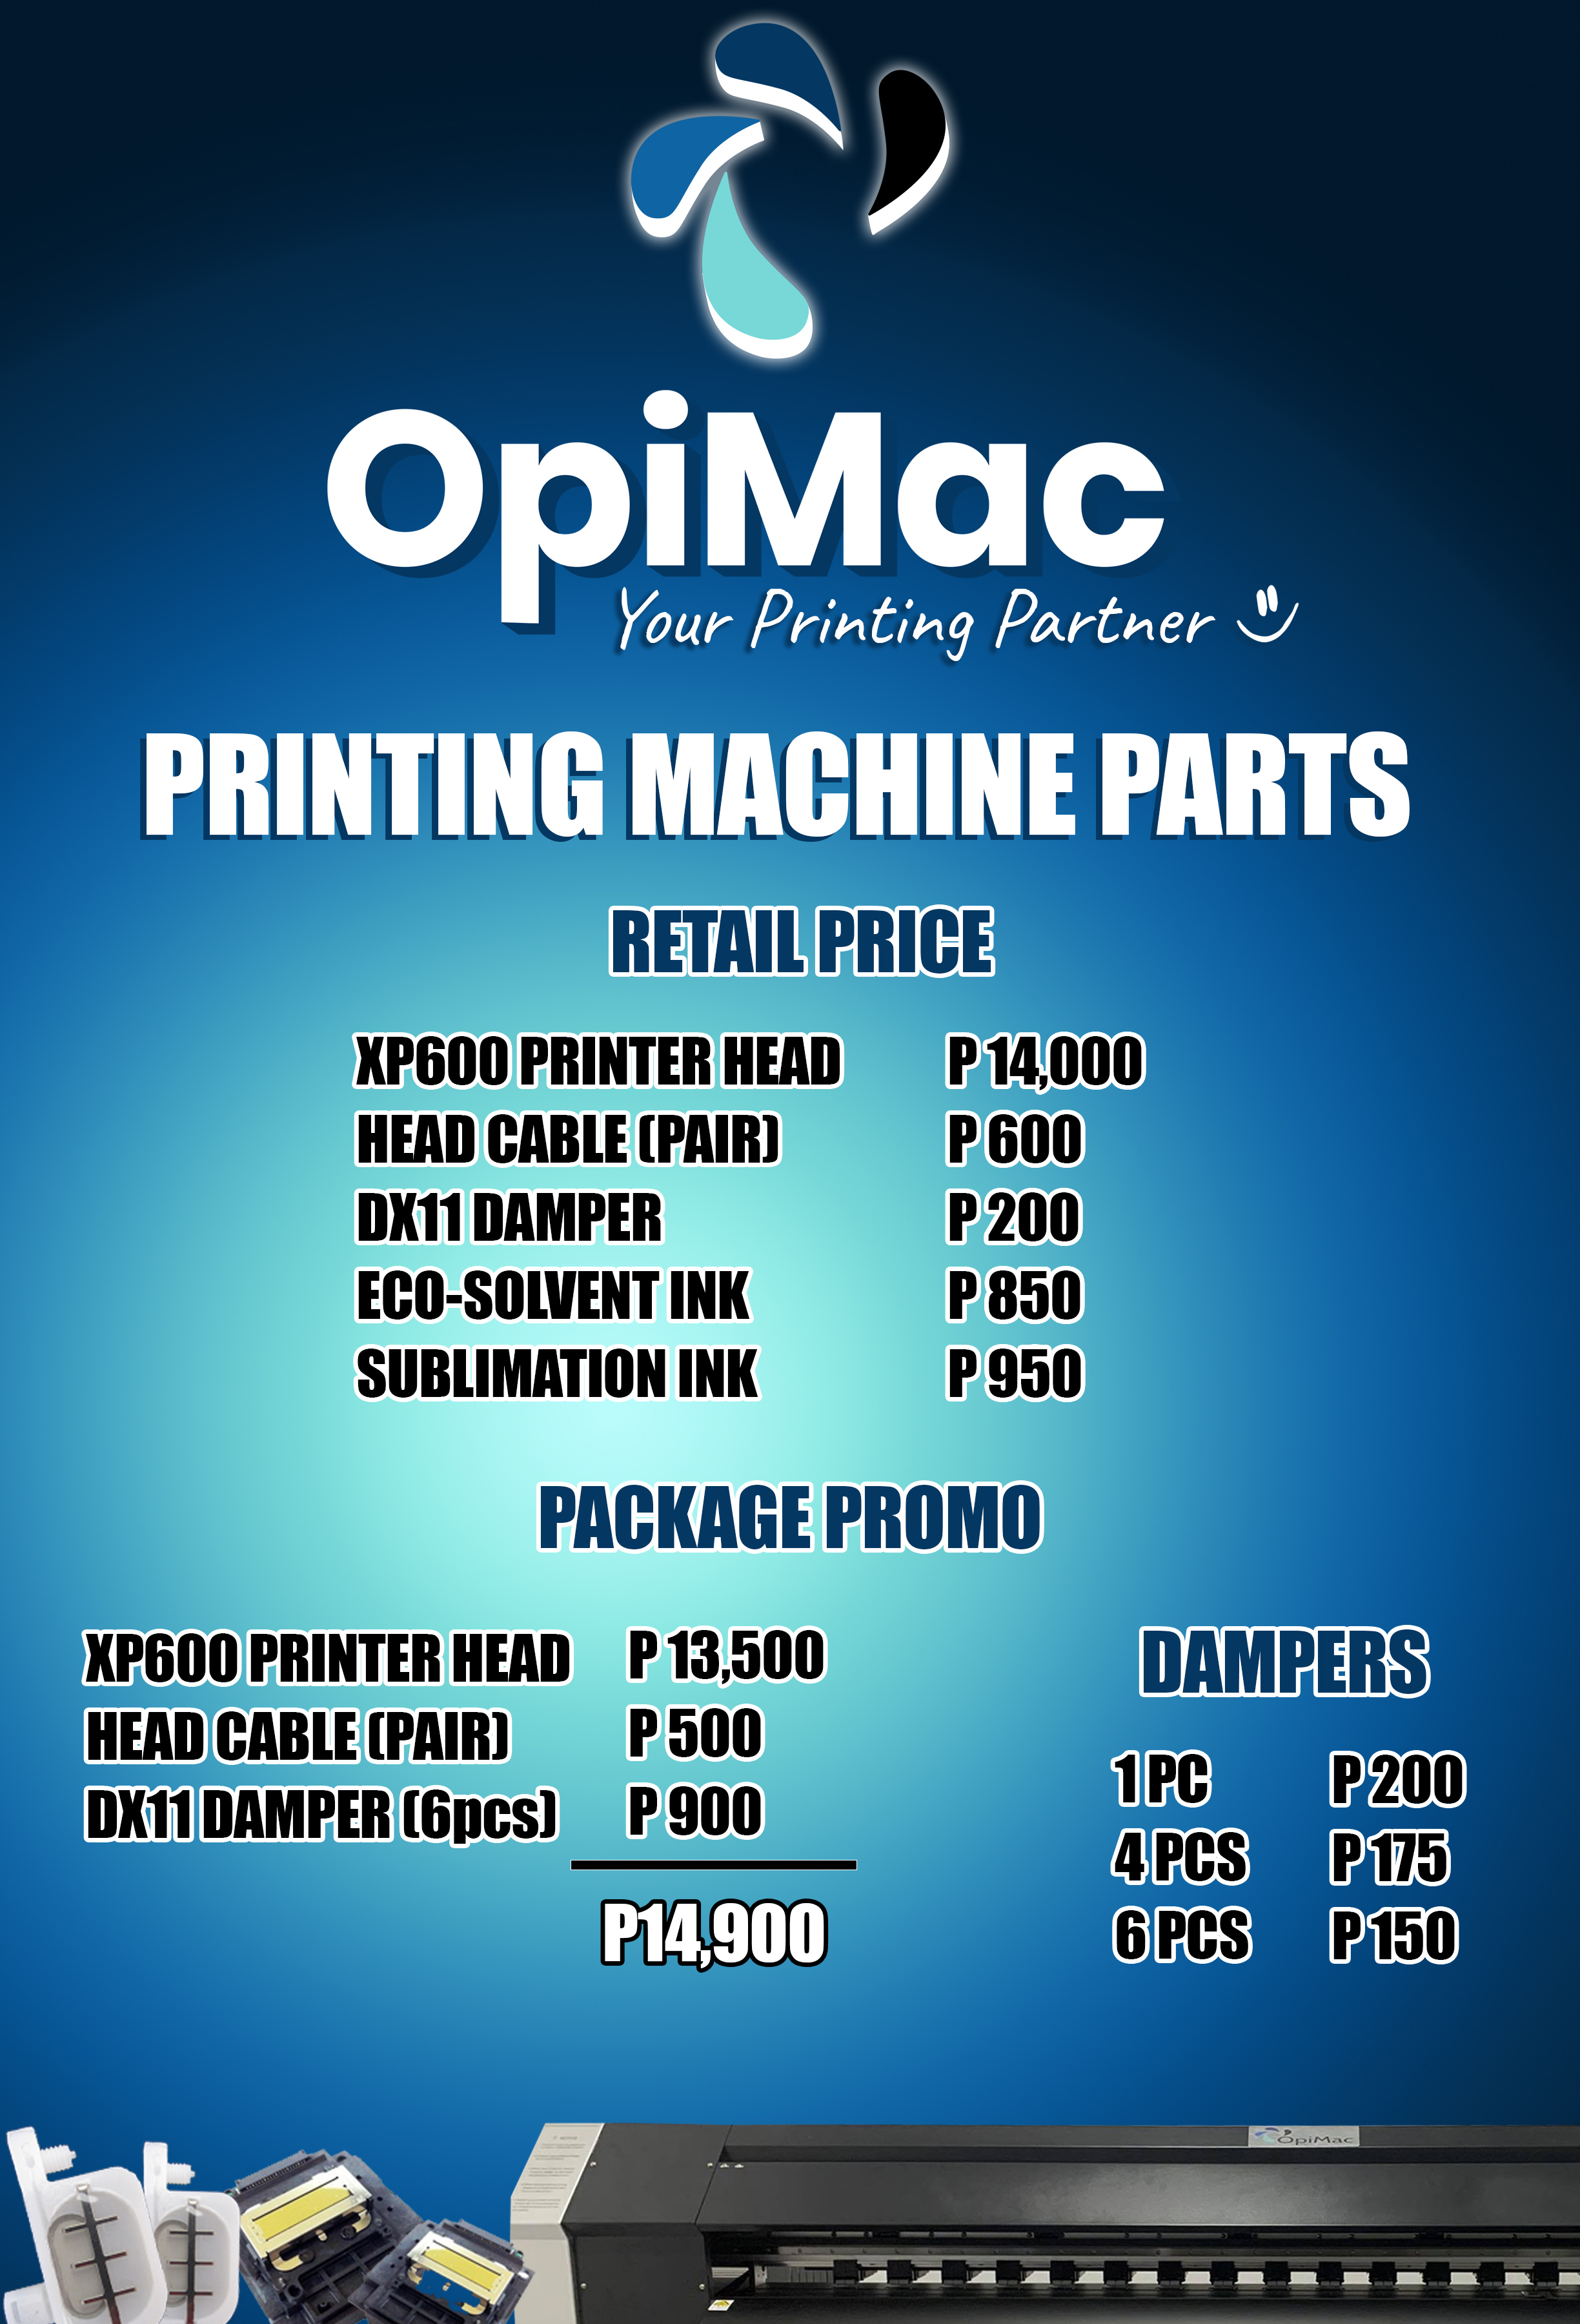 OpiMac
Your Printing Partner
PRINTING MACHINE PARTS
RETAIL PRICE
XP600 PRINTER HEAD P 14,000
HEAD CABLE (PAIR) P 600
DX11 DAMPER P 200
ECO-SOLVENT INK P 850
SUBLIMATION INK P 950
PACKAGE PROMO
XP600 PRINTER HEAD P 13,500
HEAD CABLE (PAIR) P 500
DX11 DAMPER (6pcs) P 900
P14,900
DAMPERS
1 PC P 200
4 PCS P 175
6 PCS P 150
OpiMac